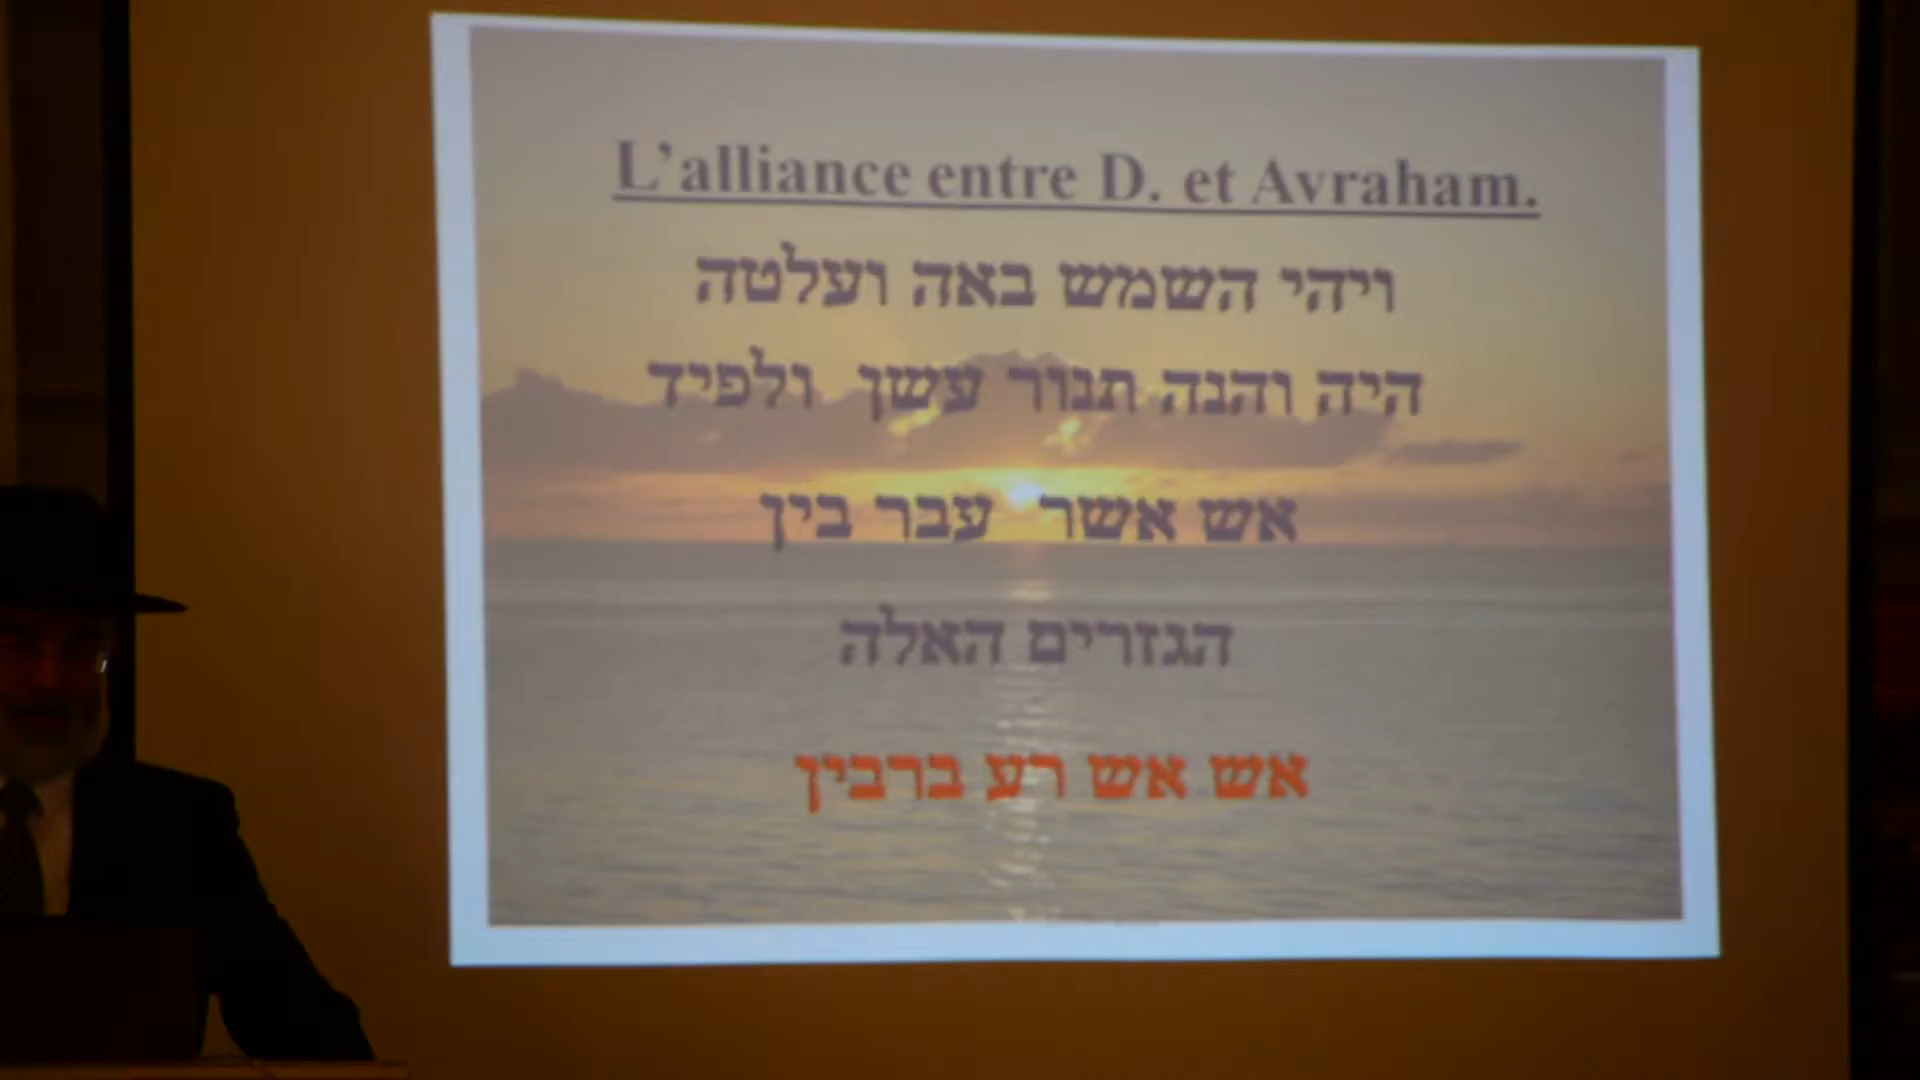 L'alliance entre D. et Avraham.
ויהי השמש באה ועלטה
היה והנה תנור עשן ולפיד
אש אשר עבר בין
הגזרים האלה
אש אש רע ברבין